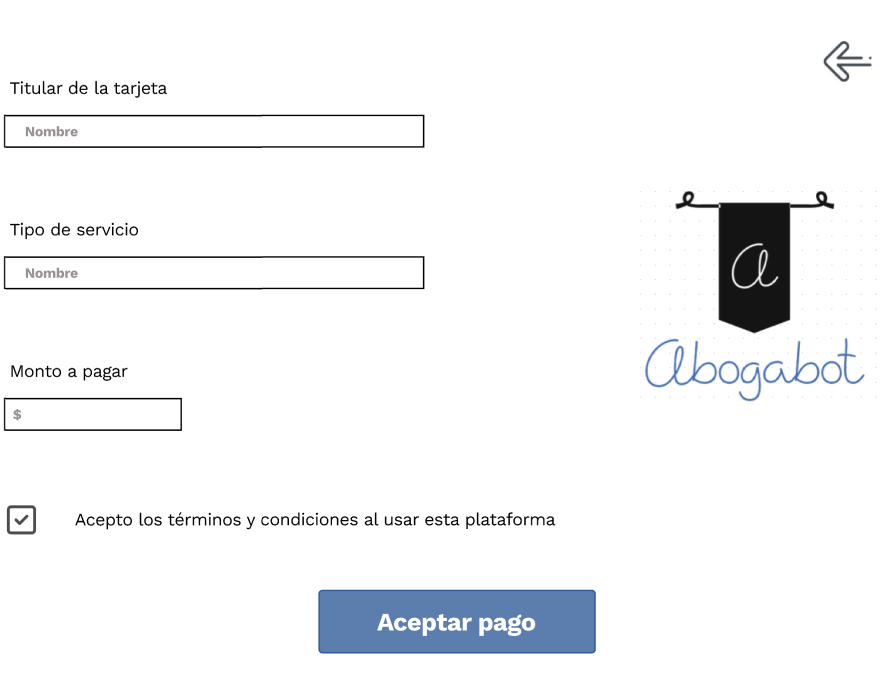 Titular de la tarjeta
Nombre
Tipo de servicio
Nombre
a
Abogabot
Monto a pagar
$
Acepto los términos y condiciones al usar esta plataforma
Aceptar pago